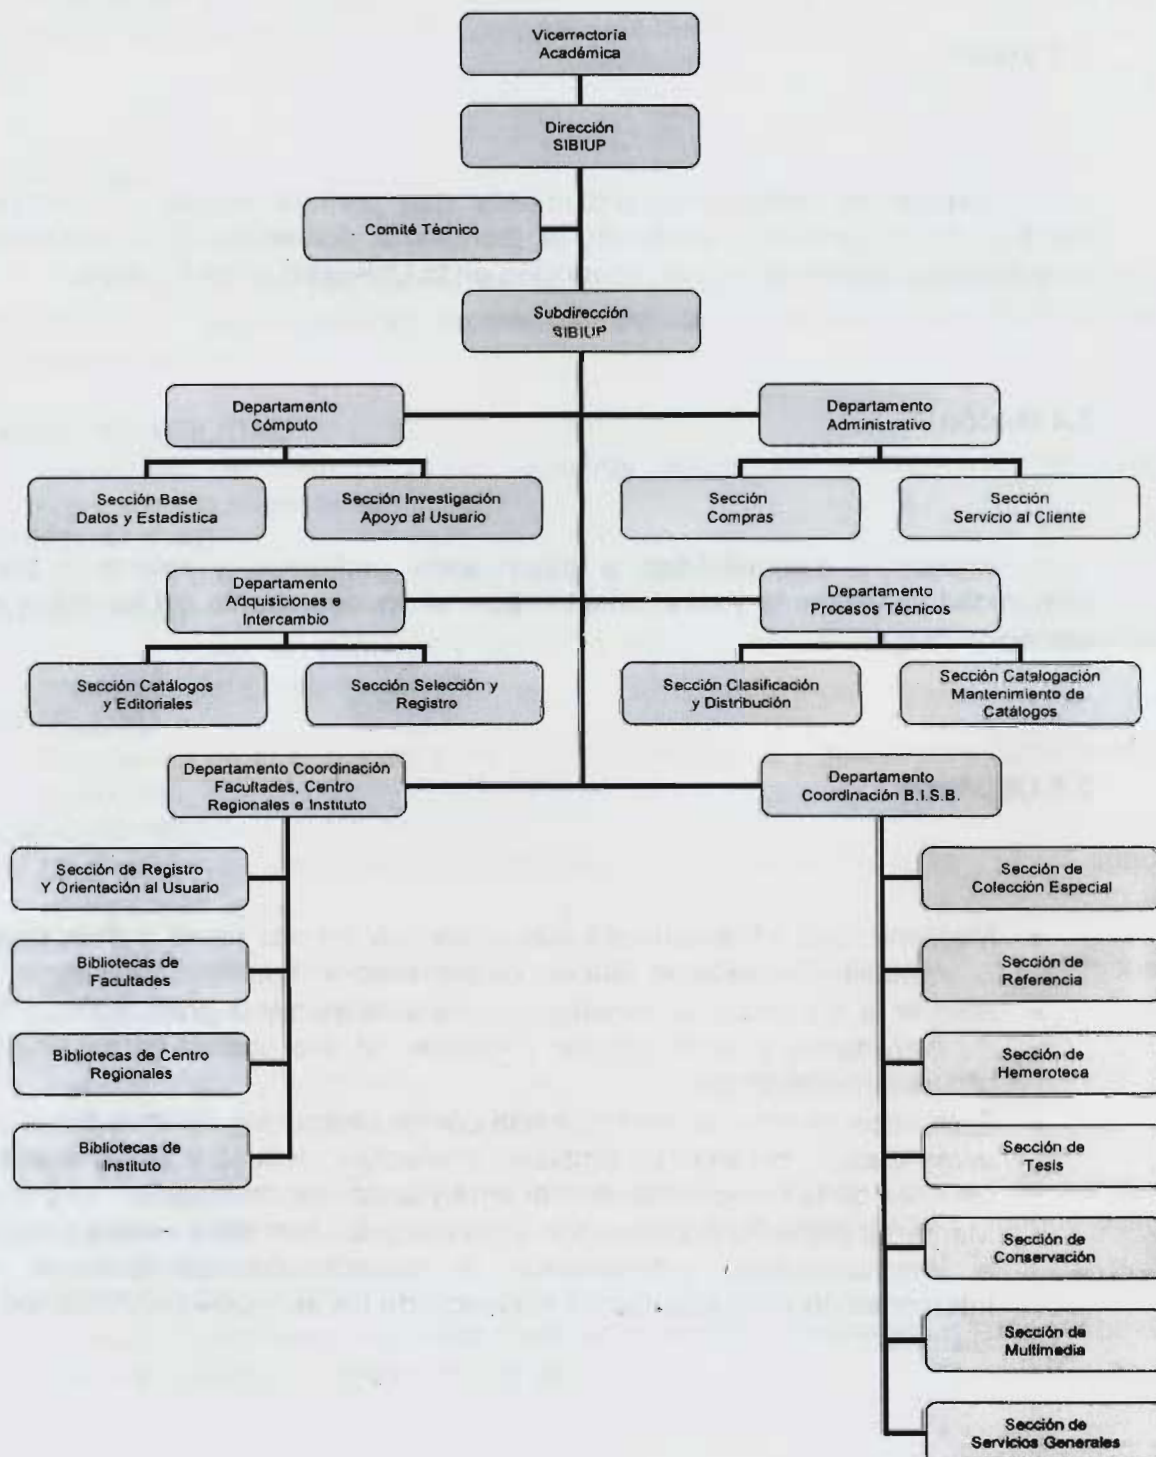 Vicerrectoría
Académica
Dirección
SIBIUP
Comité Técnico
Subdirección
SIBIUP
Departamento
Cómputo
Departamento
Administrativo
Sección Base
Datos y Estadística
Sección Investigación
Apoyo al Usuario
Sección
Compras
Sección
Servicio al Cliente
Departamento
Adquisiciones e
Intercambio
Departamento
Procesos Técnicos
Sección Catálogos
y Editoriales
Sección Selección y
Registro
Sección Clasificación
y Distribución
Sección Catalogación
Mantenimiento de
Catálogos
Departamento Coordinación
Facultades, Centro
Regionales e Instituto
Departamento
Coordinación B.I.S.B.
Sección de Registro
Y Orientación al Usuario
Bibliotecas de
Facultades
Bibliotecas de Centro
Regionales
Bibliotecas de
Instituto
Sección de
Colección Especial
Sección de
Referencia
Sección de
Hemeroteca
Sección de
Tesis
Sección de
Conservación
Sección de
Multimedia
Sección de
Servicios Generales